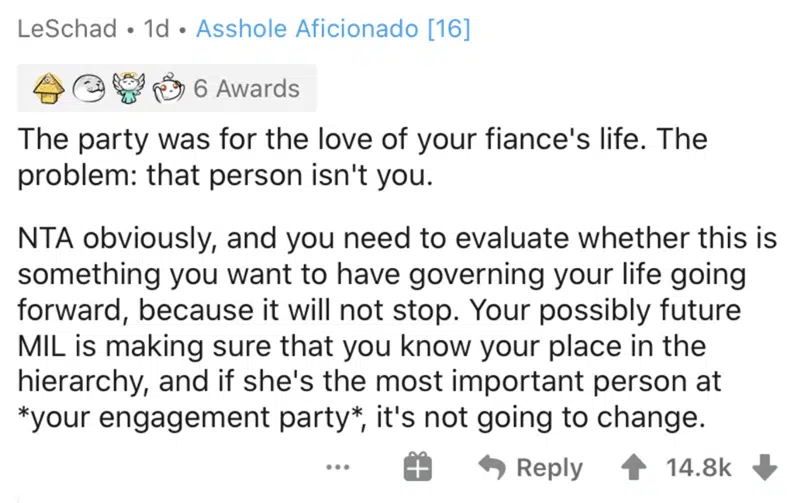 LeSchad • 1d • Asshole Aficionado [16]
6 Awards
The party was for the love of your fiance's life. The
problem: that person isn't you.
NTA obviously, and you need to evaluate whether this is
something you want to have governing your life going
forward, because it will not stop. Your possibly future
MIL is making sure that you know your place in the
hierarchy, and if she's the most important person at
*your engagement party*, it's not going to change.
... Reply 14.8k